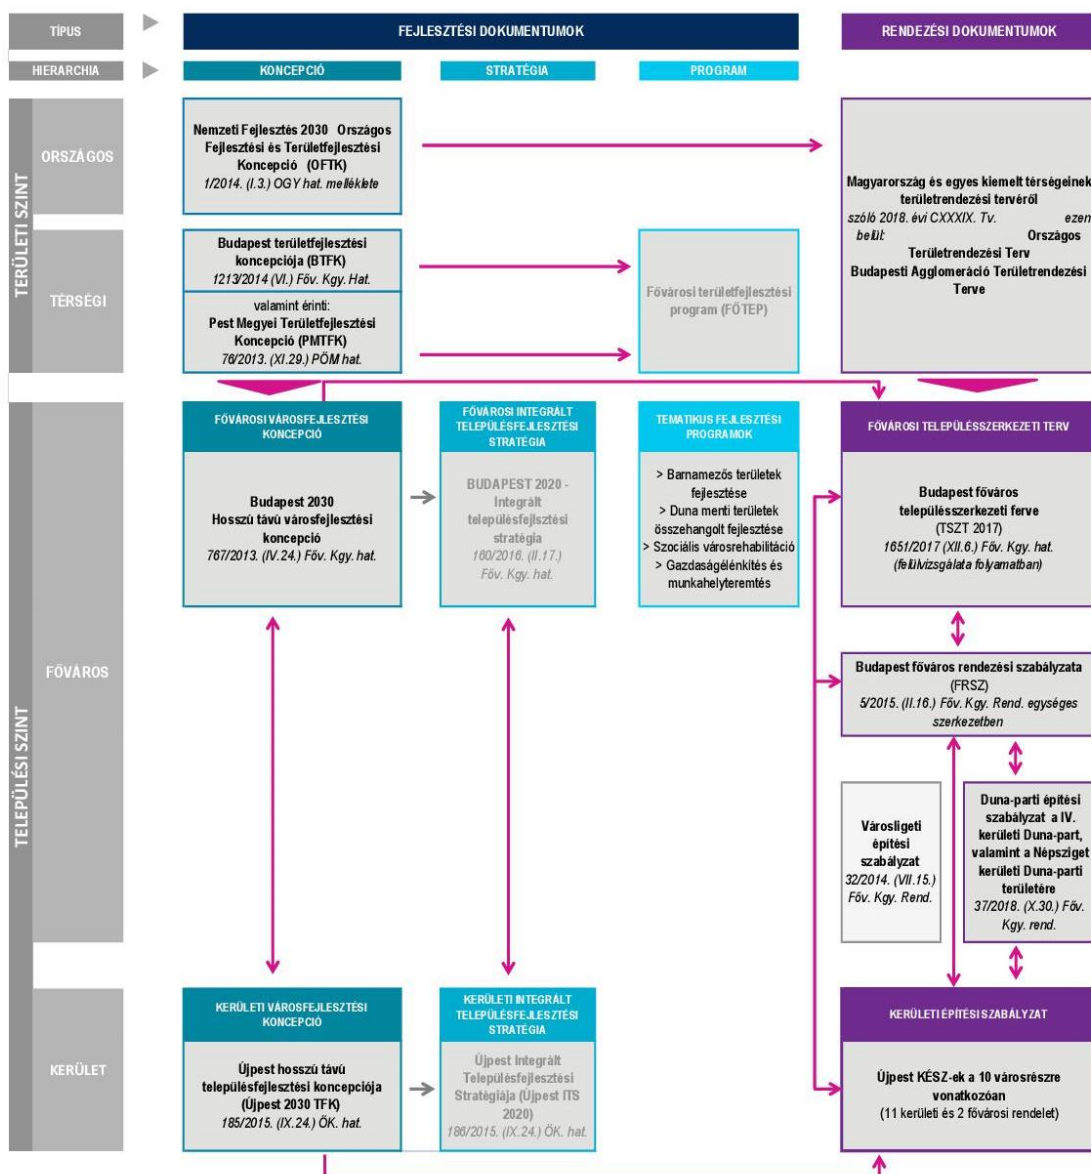 TÍPUS
FEJLESZTÉSI DOKUMENTUMOK
RENDEZÉSI DOKUMENTUMOK
HIERARCHIA
KONCEPCIÓ
STRATÉGIA
PROGRAM
TERÜLETI SZINT
ORSZÁGOS
Nemzeti Fejlesztés 2030 Országos
Fejlesztési és Területfejlesztési
Koncepció (OFTK)
1/2014. (I.3.) OGY hat. melléklete
Magyarország és egyes kiemelt térségeinek
területrendezési tervéről
szóló 2018. évi CXXXIX. Tv. ezen
belül: Országos
Területrendezési Terv
Budapesti Agglomeráció Területrendezési
Terve
TÉRSÉGI
Budapest területfejlesztési
koncepciója (BTFK)
1213/2014 (VI.) Főv. Kgy. Hat.
valamint érinti:
Pest Megyei Területfejlesztési
Koncepció (PMTFK)
76/2013. (XI.29.) PÖM hat.
Fővárosi területfejlesztési
program (FŐTEP)
TELEPÜLÉSI SZINT
FŐVÁROS
FŐVÁROSI VÁROSFEJLESZTÉSI
KONCEPCIÓ
Budapest 2030
Hosszú távú városfejlesztési
koncepció
767/2013. (IV.24.) Főv. Kgy. hat.
FŐVÁROSI INTEGRÁLT
TELEPÜLÉSFEJLESZTÉSI
STRATÉGIA
BUDAPEST 2020 -
Integrált
településfejlsztési
stratégia
160/2016. (II.17.)
Főv. Kgy. hat.
TEMATIKUS FEJLESZTÉSI
PROGRAMOK
> Barnamezős területek
fejlesztése
> Duna menti területek
összehangolt fejlesztése
> Szociális városrehabilitáció
> Gazdaságélénkítés és
munkahelyteremtés
FŐVÁROSI TELEPÜLÉSSZERKEZETI TERV
Budapest főváros
településszerkezeti ferve
(TSZT 2017)
1651/2017 (XII.6.) Főv. Kgy. hat.
(felülvizsgálata folyamatban)
Budapest főváros rendezési szabályzata
(FRSZ)
5/2015. (II.16.) Főv. Kgy. Rend. egységes
szerkezetben
Városligeti
építési
szabályzat
32/2014. (VII.15.)
Főv. Kgy. Rend.
Duna-parti építési
szabályzat a IV.
kerületi Duna-part,
valamint a Népsziget
kerületi Duna-parti
területére
37/2018. (X.30.) Főv.
Kgy. rend.
KERÜLET
KERÜLETI VÁROSFEJLESZTÉSI
KONCEPCIÓ
Újpest hosszú távú
településfejlesztési koncepciója
(Újpest 2030 TFK)
185/2015. (IX.24.) ÖK. hat.
KERÜLETI INTEGRÁLT
TELEPÜLÉSFEJLESZTÉSI
STRATÉGIA
Újpest Integrált
Településfejlesztési
Stratégiája (Újpest ITS
2020)
186/2015. (IX.24.) ÖK. hat.
KERÜLETI ÉPÍTÉSI SZABÁLYZAT
Újpest KÉSZ-ek a 10 városrészre
vonatkozóan
(11 kerületi és 2 fővárosi rendelet)